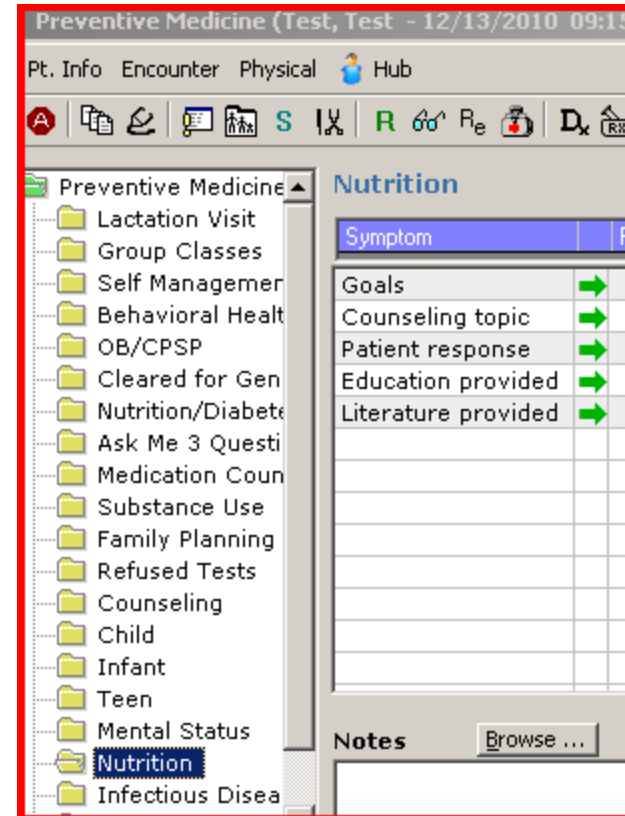 Preventive Medicine (Test, Test - 12/13/2010 09:15
Pt. Info Encounter Physical Hub
A S R Re Dx RX
Preventive Medicine
Lactation Visit
Group Classes
Self Managemen
Behavioral Healt
OB/CPSP
Cleared for Gen
Nutrition/Diabete
Ask Me 3 Questi
Medication Coun
Substance Use
Family Planning
Refused Tests
Counseling
Child
Infant
Teen
Mental Status
Nutrition
Infectious Disea
Nutrition
Symptom
Goals
Counseling topic
Patient response
Education provided
Literature provided
Notes Browse ...